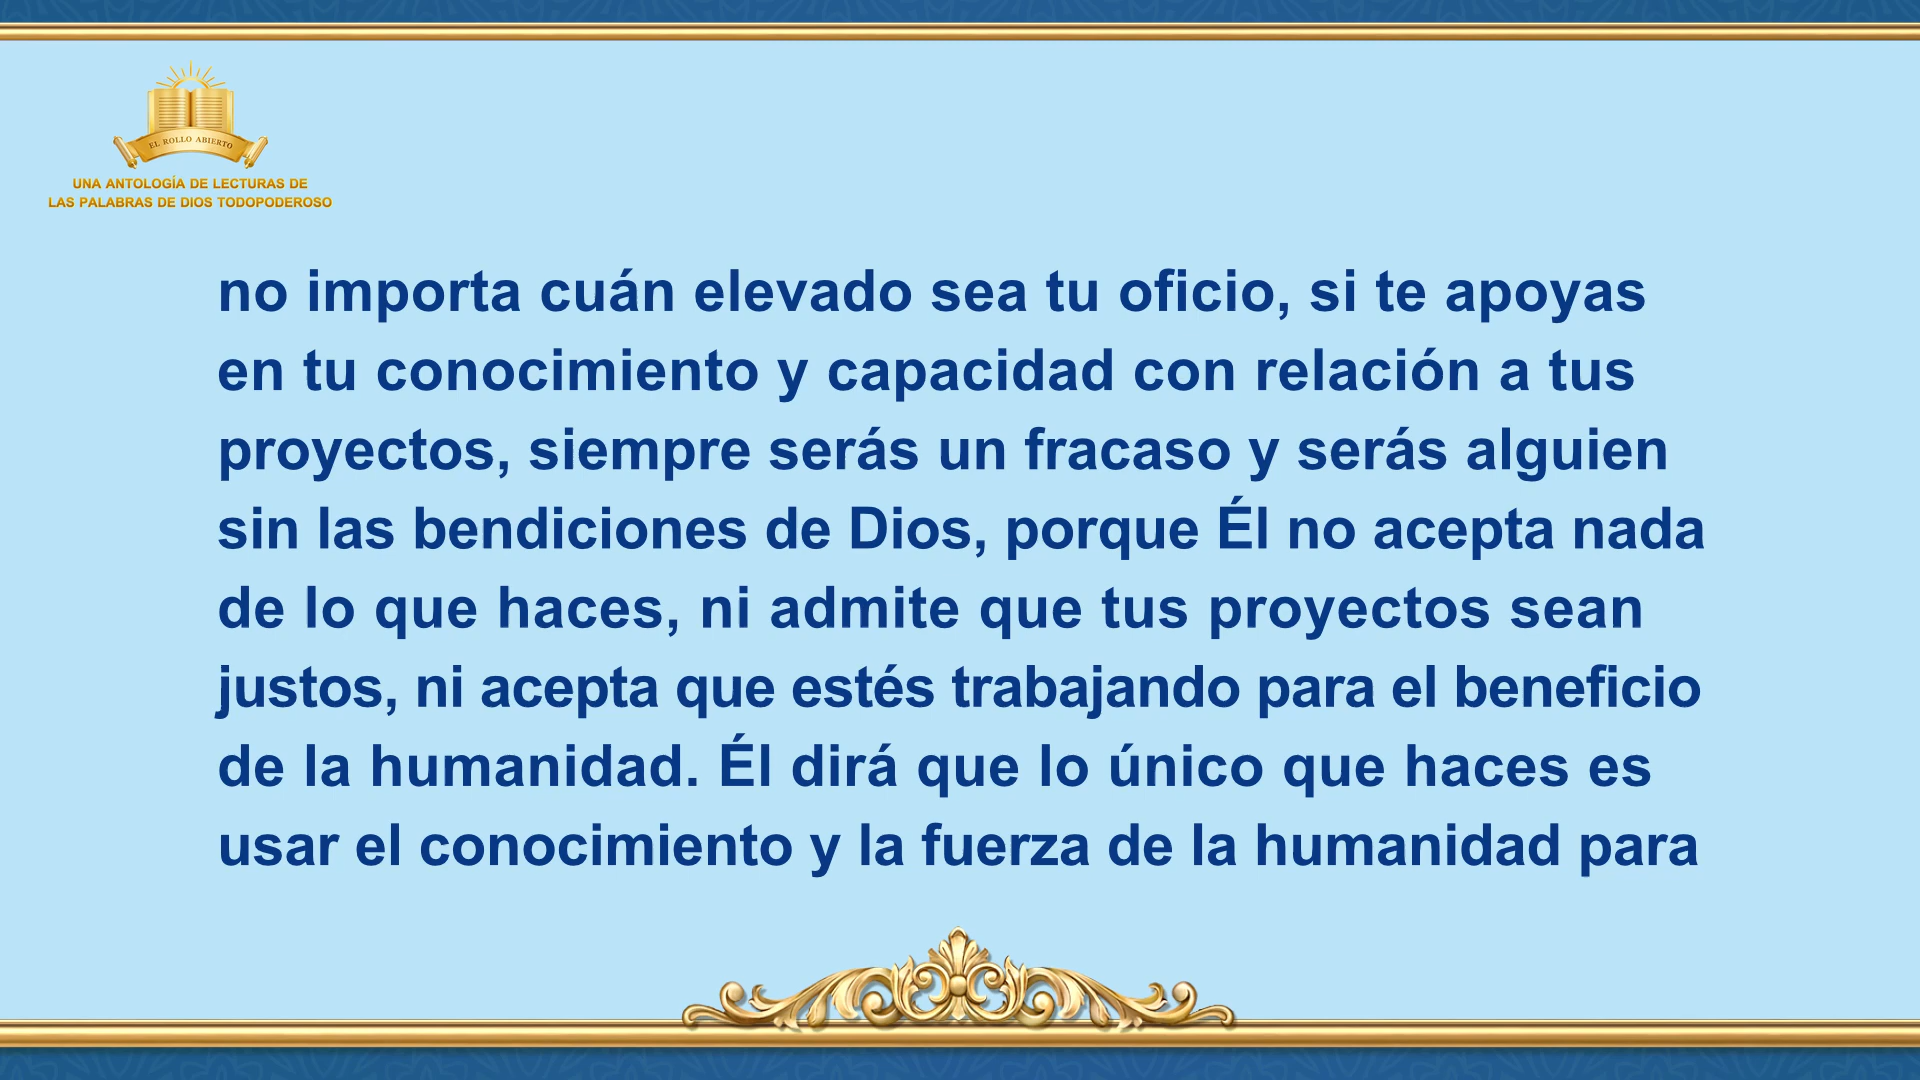 EL ROLLO ABIERTO
UNA ANTOLOGÍA DE LECTURAS DE
LAS PALABRAS DE DIOS TODOPODEROSO
no importa cuán elevado sea tu oficio, si te apoyas
en tu conocimiento y capacidad con relación a tus
proyectos, siempre serás un fracaso y serás alguien
sin las bendiciones de Dios, porque Él no acepta nada
de lo que haces, ni admite que tus proyectos sean
justos, ni acepta que estés trabajando para el beneficio
de la humanidad. Él dirá que lo único que haces es
usar el conocimiento y la fuerza de la humanidad para